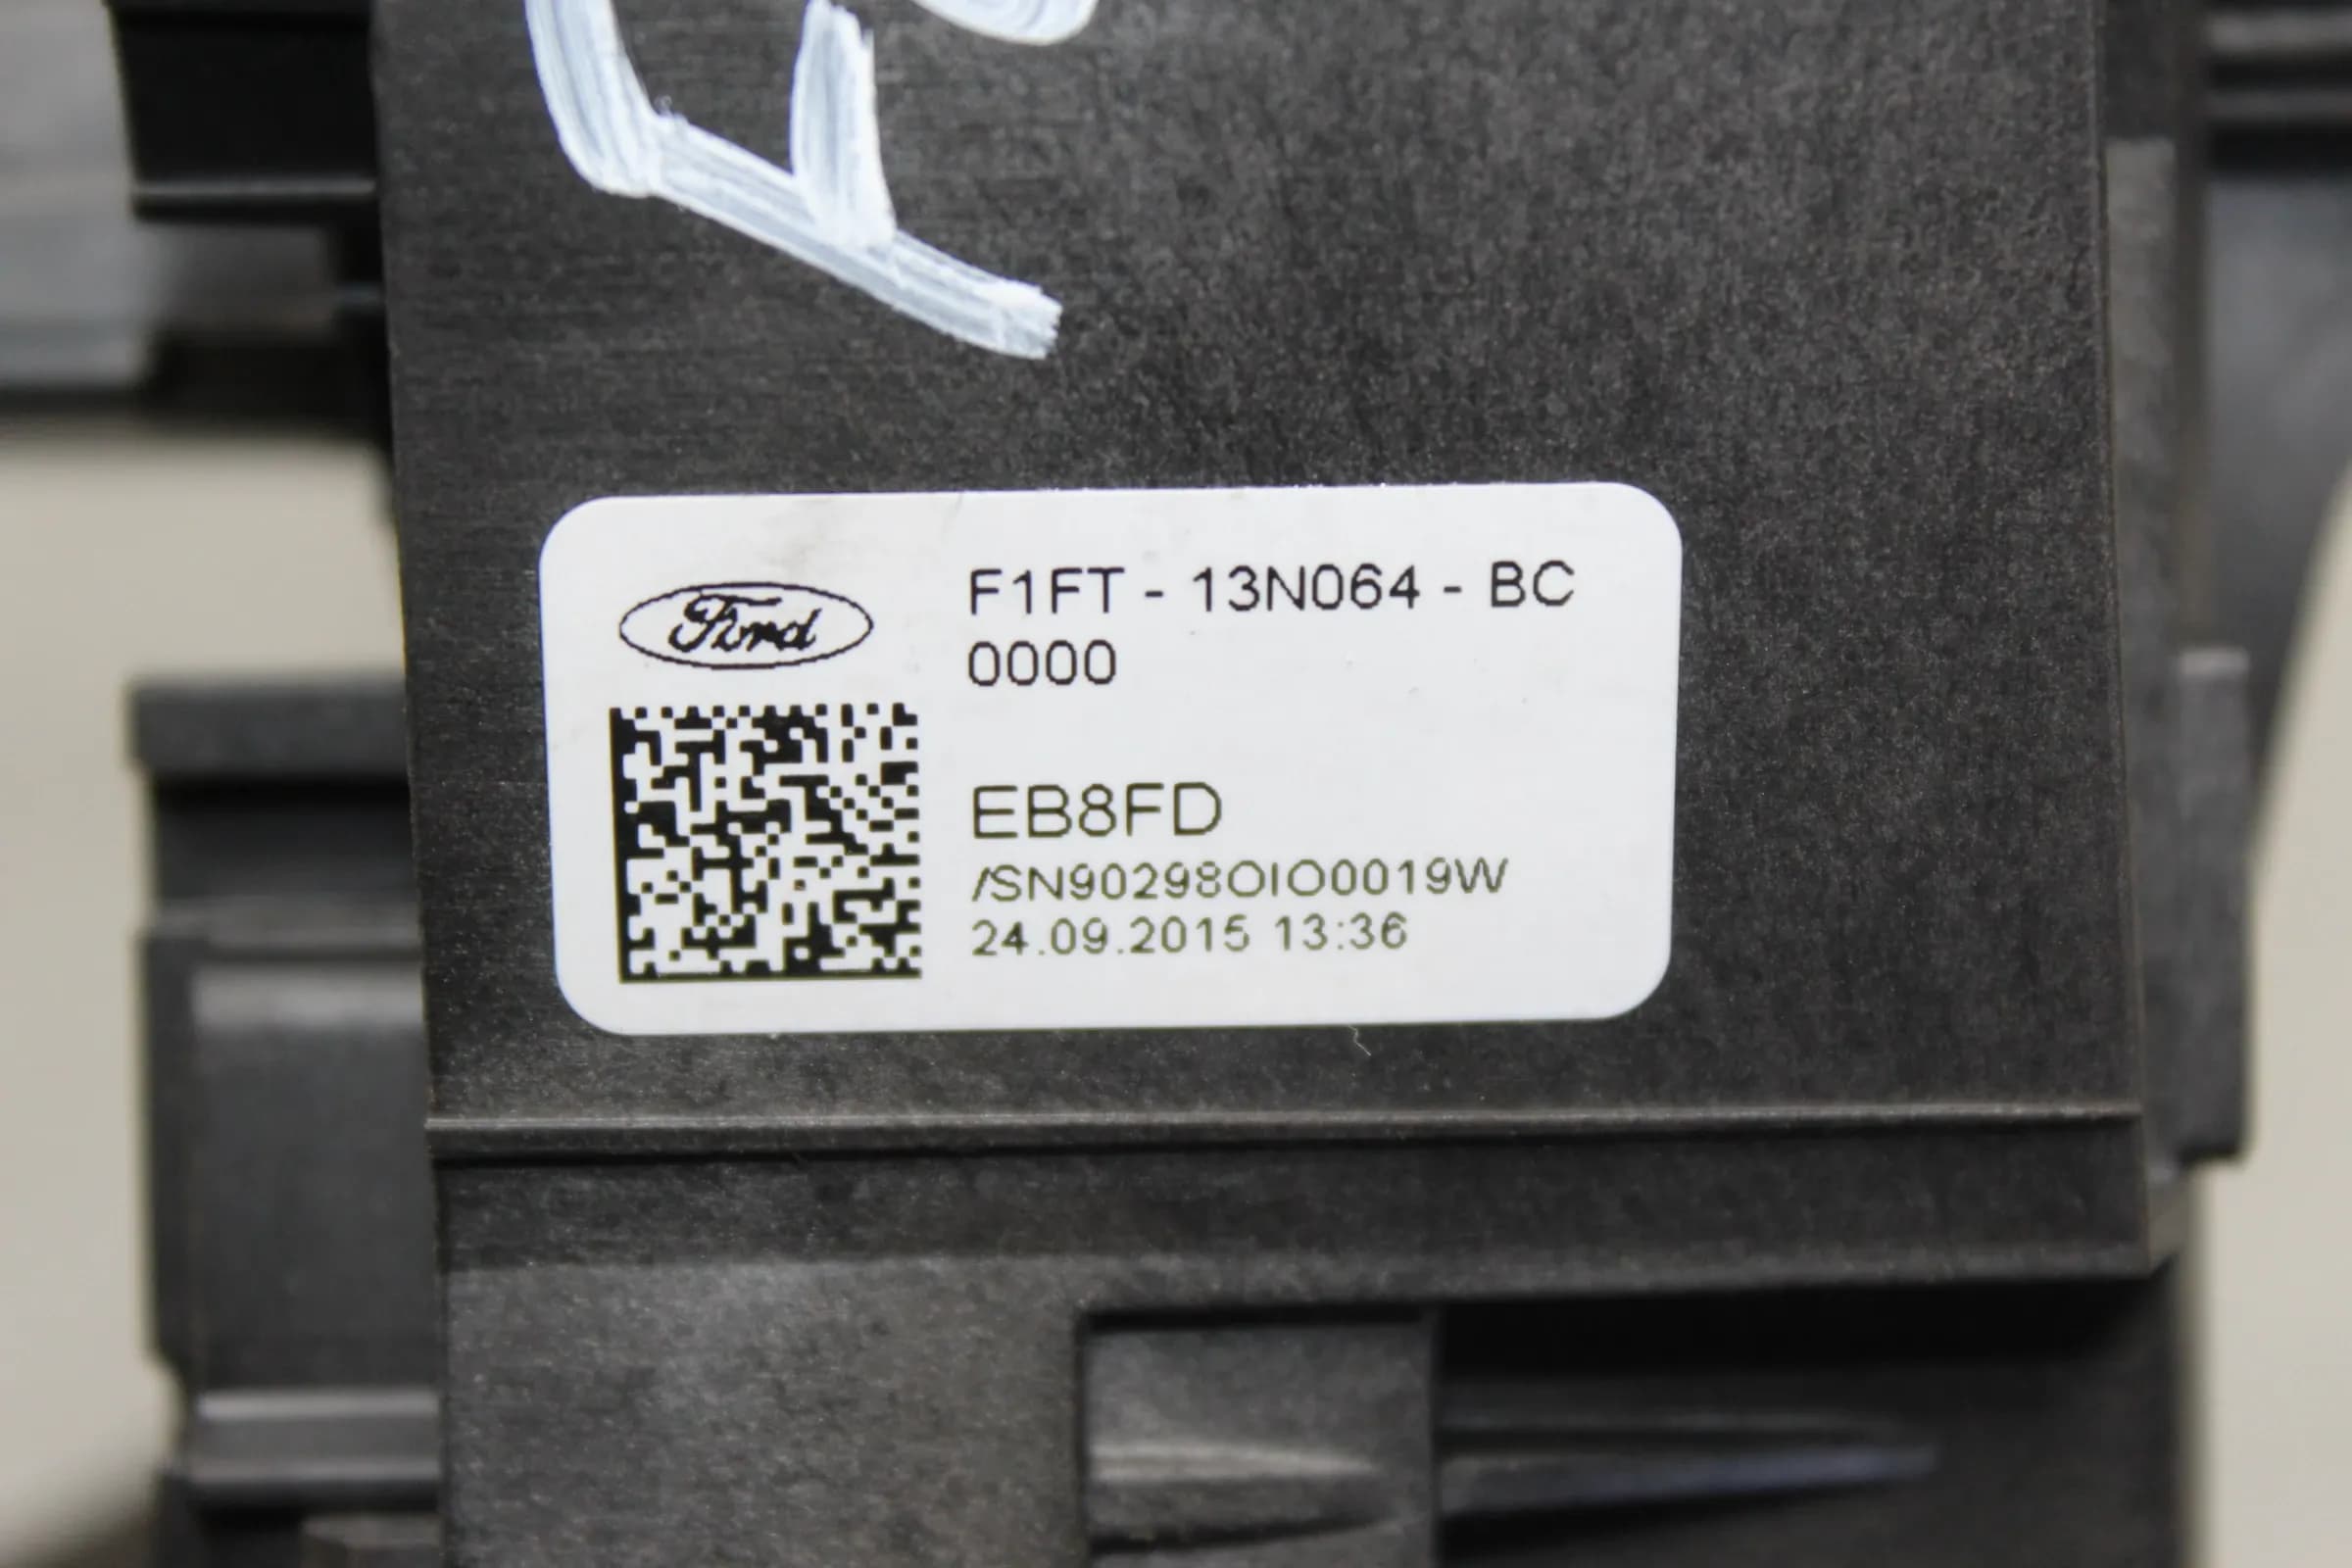 Ford
F1FT - 13N064 - BC
0000
EB8FD
/SN90298OIO0019W
24.09.2015 13:36